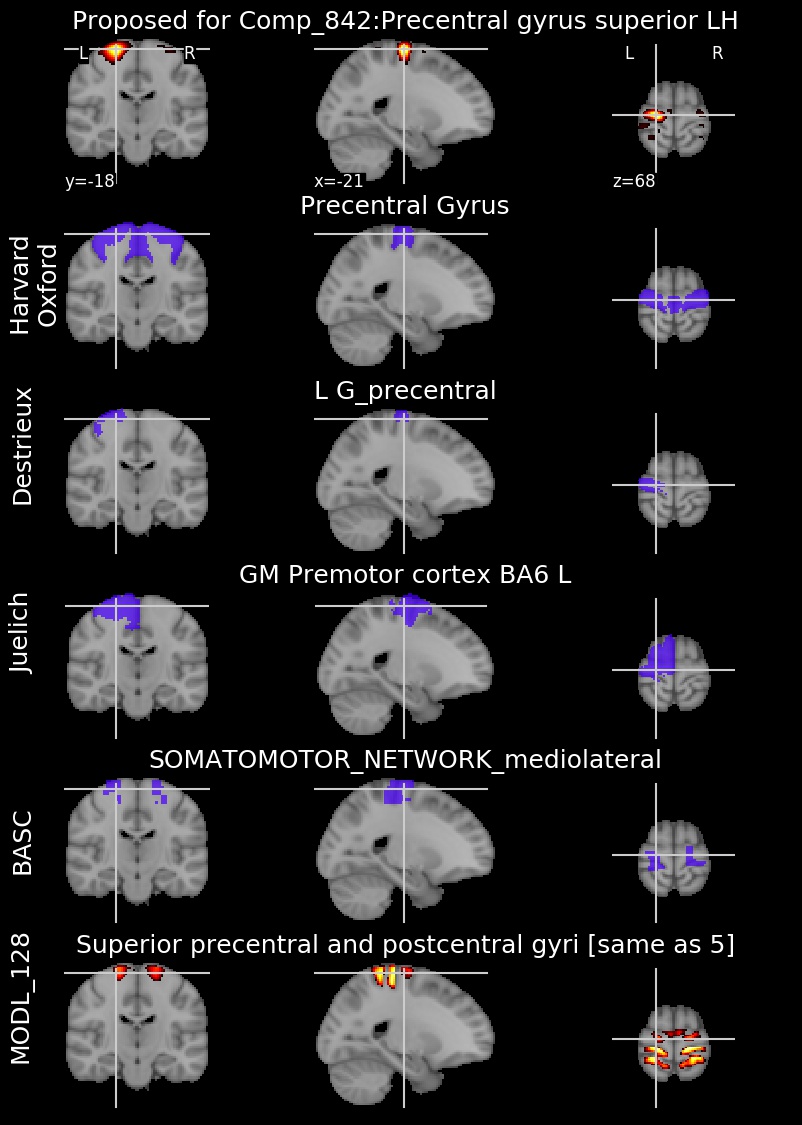 Proposed for Comp_842:Precentral gyrus superior LH
L R
L R
y=-18
x=-21
z=68
Precentral Gyrus
Harvard
Oxford
L G_precentral
Destrieux
GM Premotor cortex BA6 L
Juelich
SOMATOMOTOR_NETWORK_mediolateral
BASC
Superior precentral and postcentral gyri [same as 5]
MODL_128